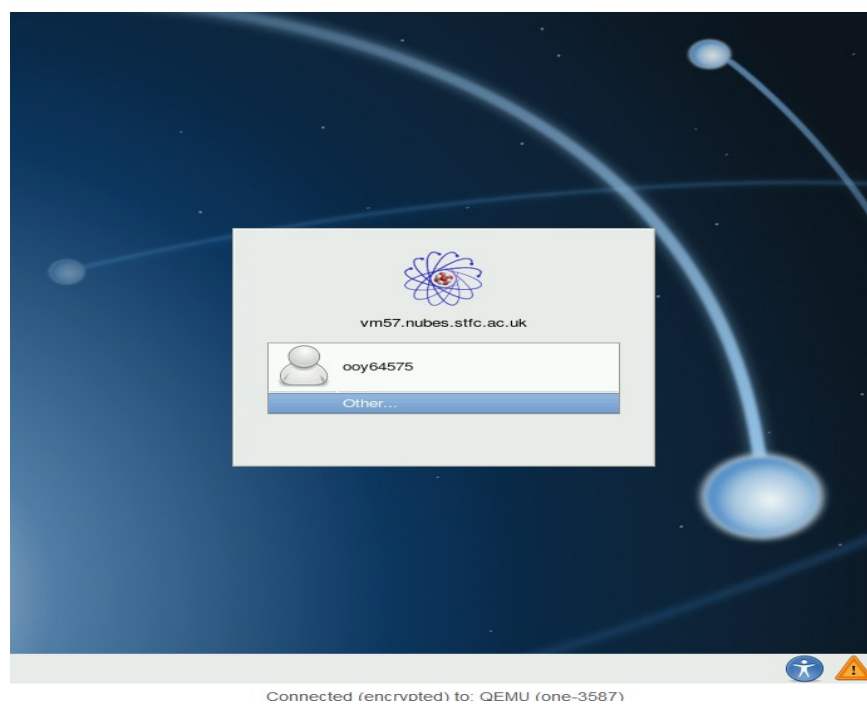 vm57.nubes.stfc.ac.uk
ooy64575
Other...
Connected (encrypted) to: QEMU (one-3587)